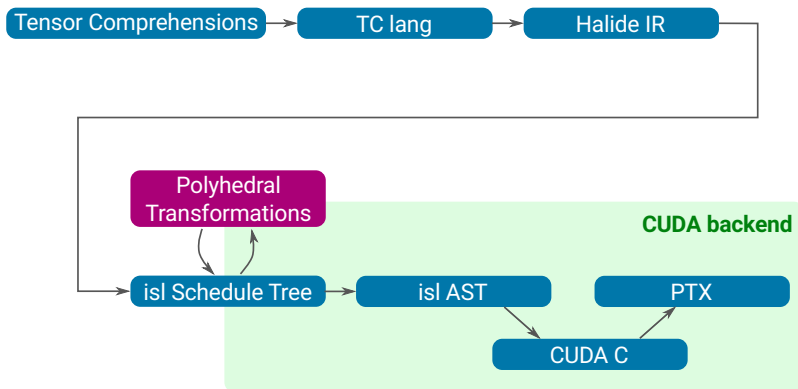 Tensor Comprehensions
TC lang
Halide IR
Polyhedral
Transformations
CUDA backend
isl Schedule Tree
isl AST
PTX
CUDA C